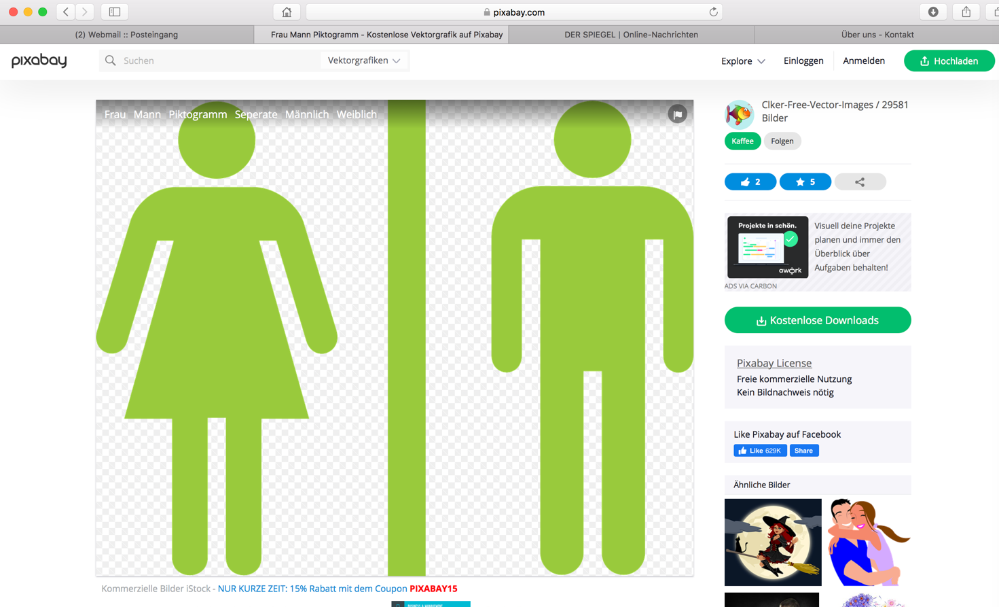 pixabay.com
(2) Webmail :: Posteingang
Frau Mann Piktogramm - Kostenlose Vektorgrafik auf Pixabay
DER SPIEGEL | Online-Nachrichten
Über uns - Kontakt
pixabay
Suchen
Vektorgrafiken
Explore
Einloggen
Anmelden
Hochladen
Frau Mann Piktogramm Seperate Männlich Weiblich
Clker-Free-Vector-Images / 29581
Bilder
Kaffee
Folgen
2
5
Projekte in schön.
awork
Visuell deine Projekte
planen und immer den
Überblick über
Aufgaben behalten!
ADS VIA CARBON
Kostenlose Downloads
Pixabay License
Freie kommerzielle Nutzung
Kein Bildnachweis nötig
Like Pixabay auf Facebook
Like 629K
Share
Ähnliche Bilder
Kommerzielle Bilder iStock - NUR KURZE ZEIT: 15% Rabatt mit dem Coupon PIXABAY15